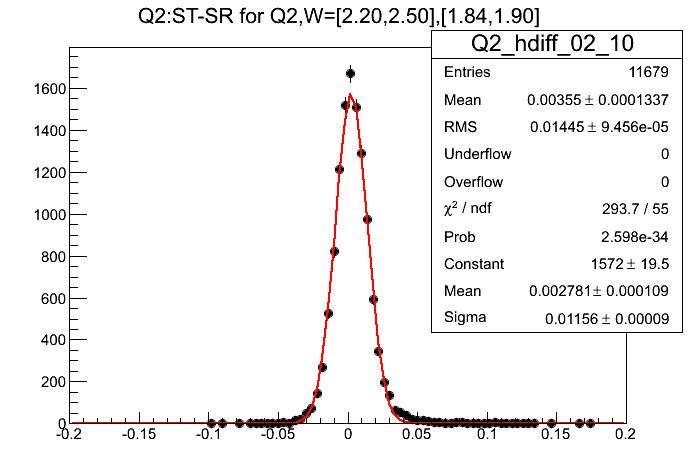 Q2:ST-SR for Q2,W=[2.20,2.50],[1.84,1.90]
Q2_hdiff_02_10
Entries 11679
Mean 0.00355 ± 0.0001337
RMS 0.01445 ± 9.456e-05
Underflow 0
Overflow 0
χ² / ndf 293.7 / 55
Prob 2.598e-34
Constant 1572 ± 19.5
Mean 0.002781 ± 0.000109
Sigma 0.01156 ± 0.00009
1600
1400
1200
1000
800
600
400
200
0
-0.2 -0.15 -0.1 -0.05 0 0.05 0.1 0.15 0.2